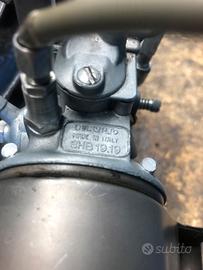 DELL'ORTO
MADE IN ITALY
SHB 19.19
subito